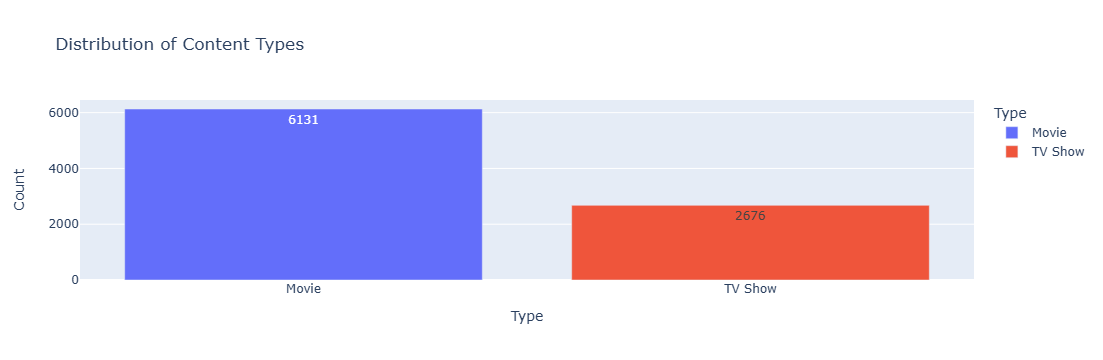 Distribution of Content Types
6000
4000
2000
0
Count
6131
2676
Movie
TV Show
Type
Type
Movie
TV Show